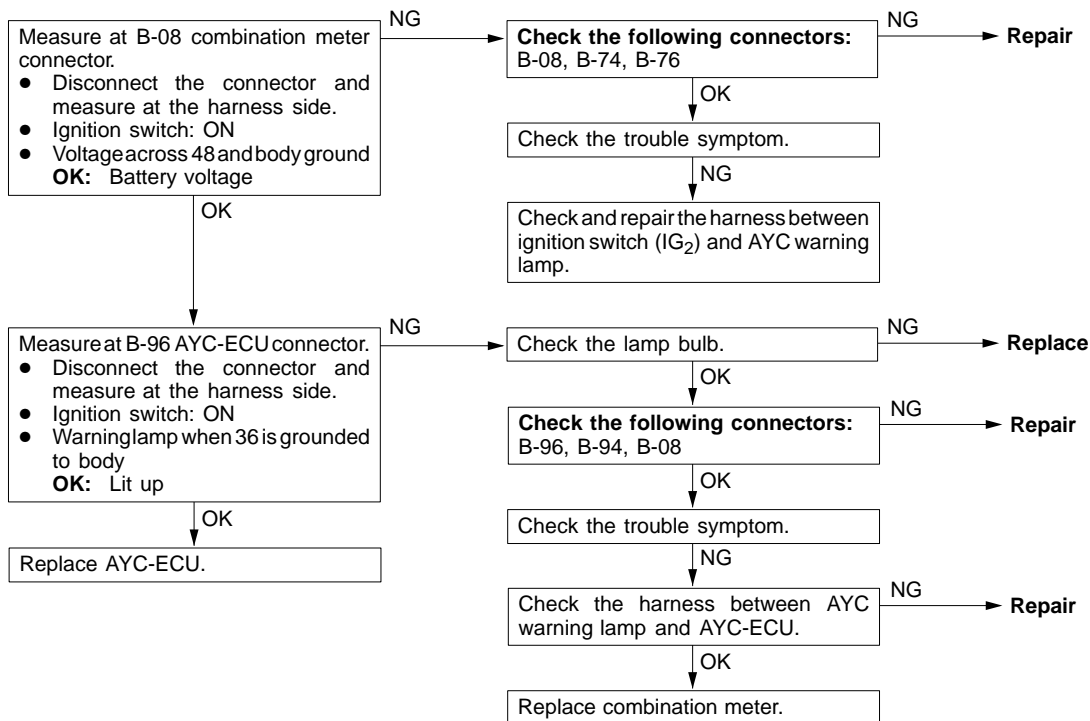 Measure at B-08 combination meter
connector.
● Disconnect the connector and
measure at the harness side.
● Ignition switch: ON
● Voltage across 48 and body ground
OK: Battery voltage
NG
Check the following connectors:
B-08, B-74, B-76
NG
Repair
OK
Check the trouble symptom.
NG
Check and repair the harness between
ignition switch (IG2) and AYC warning
lamp.
OK
Measure at B-96 AYC-ECU connector.
● Disconnect the connector and
measure at the harness side.
● Ignition switch: ON
● Warning lamp when 36 is grounded
to body
OK: Lit up
NG
Check the lamp bulb.
NG
Replace
OK
Check the following connectors:
B-96, B-94, B-08
NG
Repair
OK
Check the trouble symptom.
NG
Check the harness between AYC
warning lamp and AYC-ECU.
NG
Repair
OK
Replace combination meter.
OK
Replace AYC-ECU.